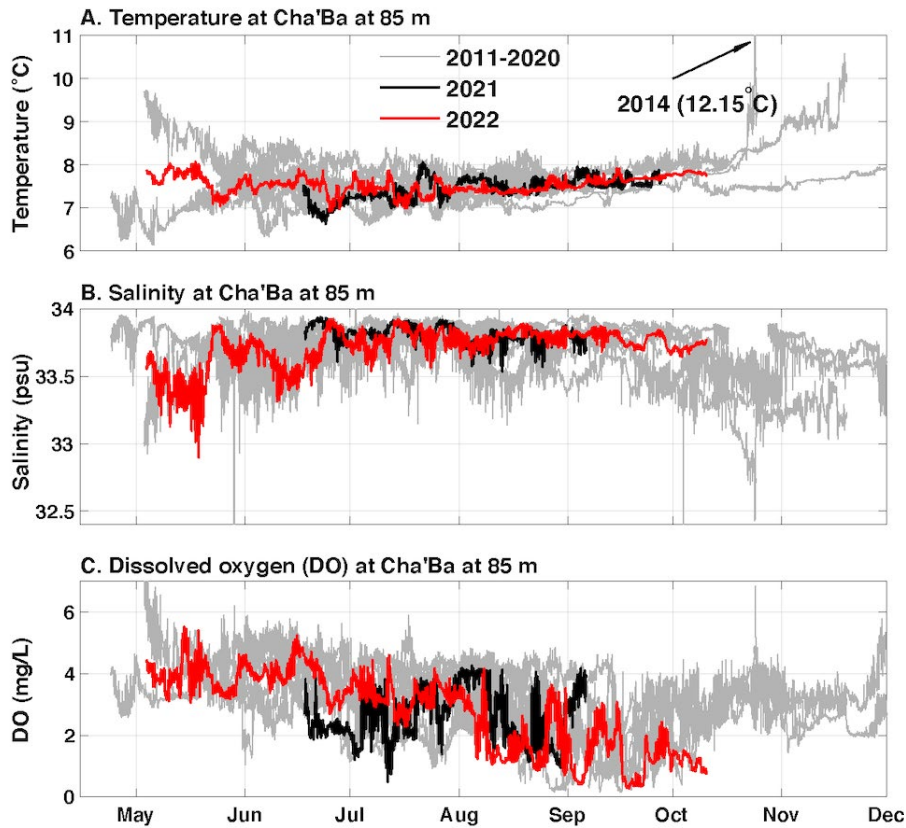 A. Temperature at Cha'Ba at 85 m
11
10
9
8
7
6
Temperature (°C)
2011-2020
2021
2022
2014 (12.15°C)
B. Salinity at Cha'Ba at 85 m
34
33.5
33
32.5
Salinity (psu)
C. Dissolved oxygen (DO) at Cha'Ba at 85 m
6
4
2
0
DO (mg/L)
May Jun Jul Aug Sep Oct Nov Dec